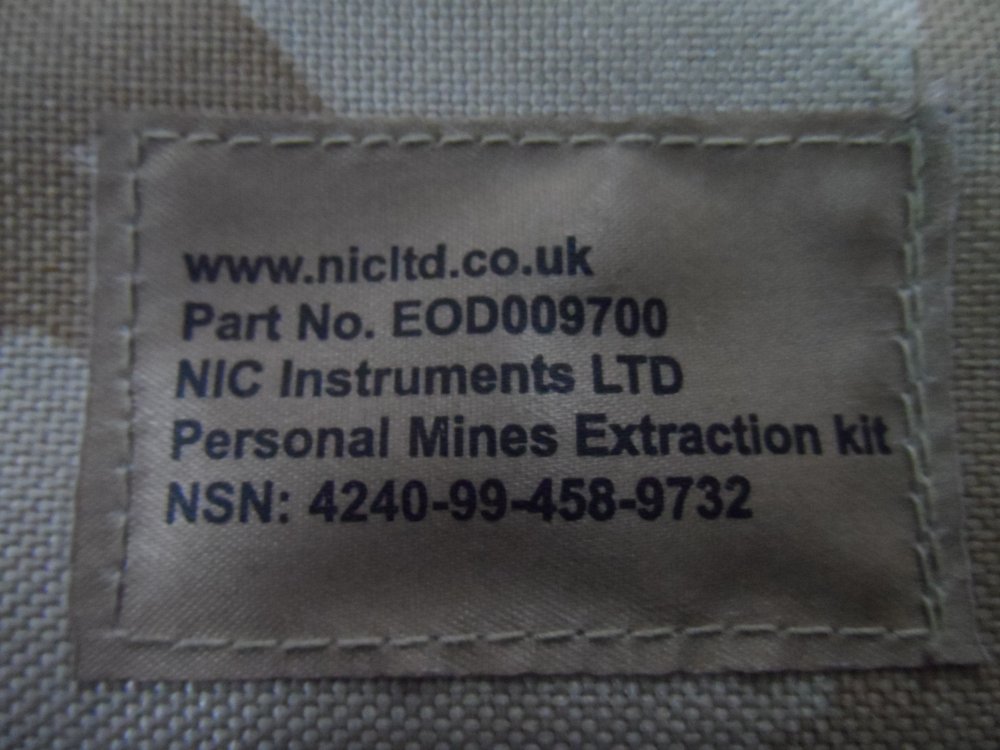 www.nicltd.co.uk
Part No. EOD009700
NIC Instruments LTD
Personal Mines Extraction kit
NSN: 4240-99-458-9732